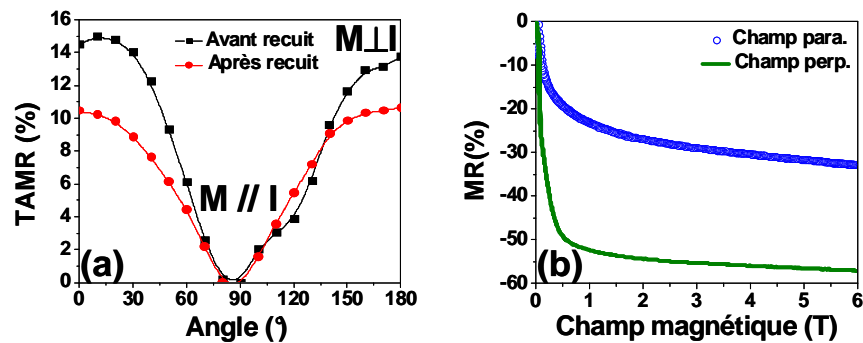 TAMR (%)
16
14
12
10
8
6
4
2
0
Avant recuit
Après recuit
M⊥I
M // I
(a)
0 30 60 90 120 150 180
Angle (°)
MR(%)
0
-10
-20
-30
-40
-50
-60
Champ para.
Champ perp.
(b)
0 1 2 3 4 5 6
Champ magnétique (T)